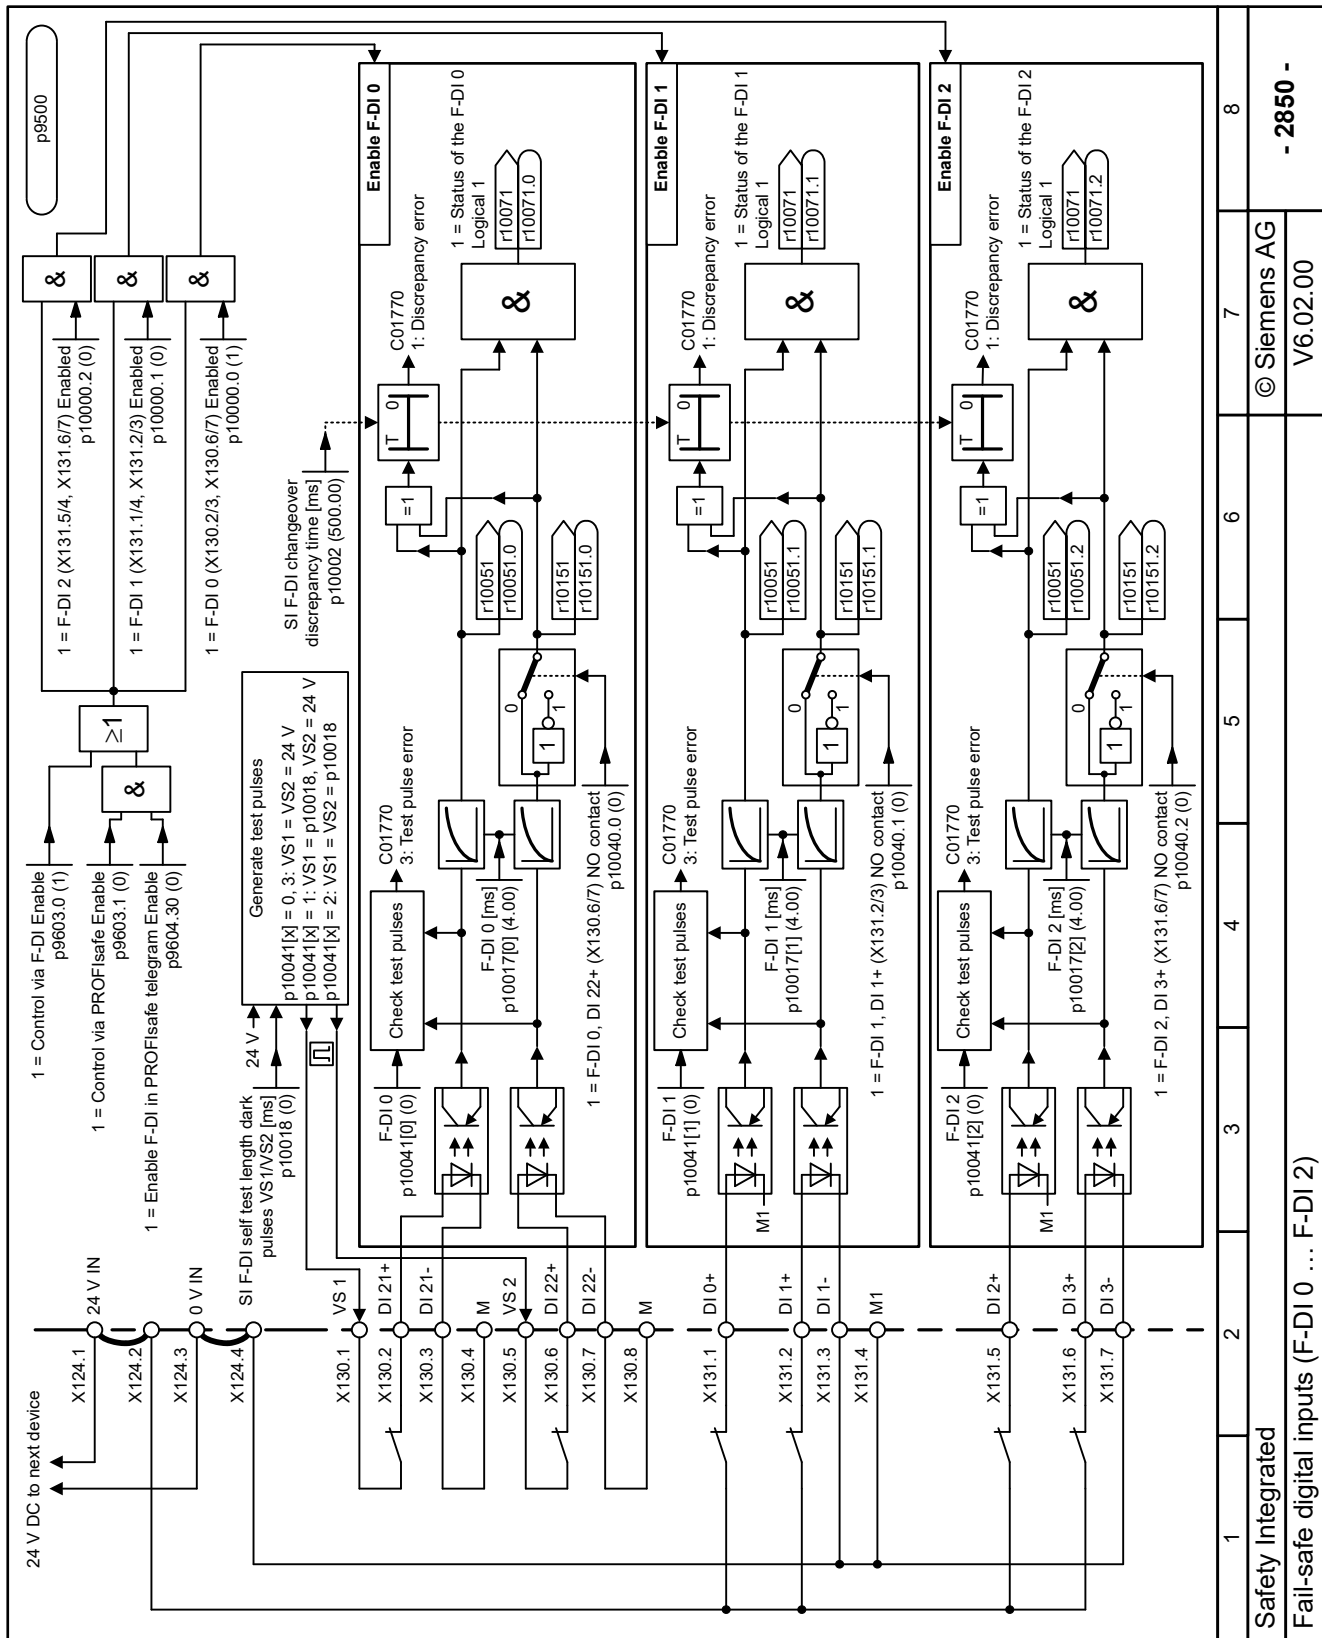 24 V DC to next device
X124.1
24 V IN
X124.2
X124.3
0 V IN
X124.4
1 = Control via F-DI Enable
p9603.0 (1)
1 = Control via PROFIsafe Enable
p9603.1 (0)
1 = Enable F-DI in PROFIsafe telegram Enable
p9604.30 (0)
&
≥1
1 = F-DI 2 (X131.5/4, X131.6/7) Enabled
p10000.2 (0)
1 = F-DI 1 (X131.1/4, X131.2/3) Enabled
p10000.1 (0)
1 = F-DI 0 (X130.2/3, X130.6/7) Enabled
p10000.0 (1)
&
&
&
p9500
SI F-DI self test length dark
pulses VS1/VS2 [ms]
p10018 (0)
24 V
Generate test pulses
p10041[x] = 0, 3: VS1 = VS2 = 24 V
p10041[x] = 1: VS1 = p10018, VS2 = 24 V
p10041[x] = 2: VS1 = VS2 = p10018
SI F-DI changeover
discrepancy time [ms]
p10002 (500.00)
X130.1
VS 1
X130.2
DI 21+
X130.3
DI 21-
X130.4
M
X130.5
VS 2
X130.6
DI 22+
X130.7
DI 22-
X130.8
M
F-DI 0
p10041[0] (0)
Check test pulses
C01770
3: Test pulse error
F-DI 0 [ms]
p10017[0] (4.00)
1 = F-DI 0, DI 22+ (X130.6/7) NO contact
p10040.0 (0)
1
0
1
r10051
r10051.0
r10151
r10151.0
=1
T
0
C01770
1: Discrepancy error
&
1 = Status of the F-DI 0
Logical 1
r10071
r10071.0
Enable F-DI 0
X131.1
DI 0+
X131.2
DI 1+
X131.3
DI 1-
X131.4
M1
M1
F-DI 1
p10041[1] (0)
Check test pulses
C01770
3: Test pulse error
F-DI 1 [ms]
p10017[1] (4.00)
1 = F-DI 1, DI 1+ (X131.2/3) NO contact
p10040.1 (0)
1
0
1
r10051
r10051.1
r10151
r10151.1
=1
T
0
C01770
1: Discrepancy error
&
1 = Status of the F-DI 1
Logical 1
r10071
r10071.1
Enable F-DI 1
X131.5
DI 2+
X131.6
DI 3+
X131.7
DI 3-
M1
F-DI 2
p10041[2] (0)
Check test pulses
C01770
3: Test pulse error
F-DI 2 [ms]
p10017[2] (4.00)
1 = F-DI 2, DI 3+ (X131.6/7) NO contact
p10040.2 (0)
1
0
1
r10051
r10051.2
r10151
r10151.2
=1
T
0
C01770
1: Discrepancy error
&
1 = Status of the F-DI 2
Logical 1
r10071
r10071.2
Enable F-DI 2
1
2
3
4
5
6
7
8
Safety Integrated
© Siemens AG
- 2850 -
Fail-safe digital inputs (F-DI 0 … F-DI 2)
V6.02.00